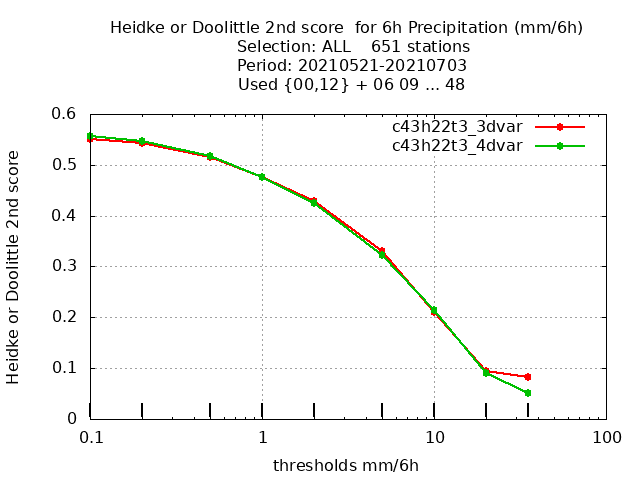 Heidke or Doolittle 2nd score  for 6h Precipitation (mm/6h)
Selection: ALL    651 stations
Period: 20210521-20210703
Used {00,12} + 06 09 ... 48
c43h22t3_3dvar
c43h22t3_4dvar
Heidke or Doolittle 2nd score
0.6
0.5
0.4
0.3
0.2
0.1
0
0.1 1 10 100
thresholds mm/6h